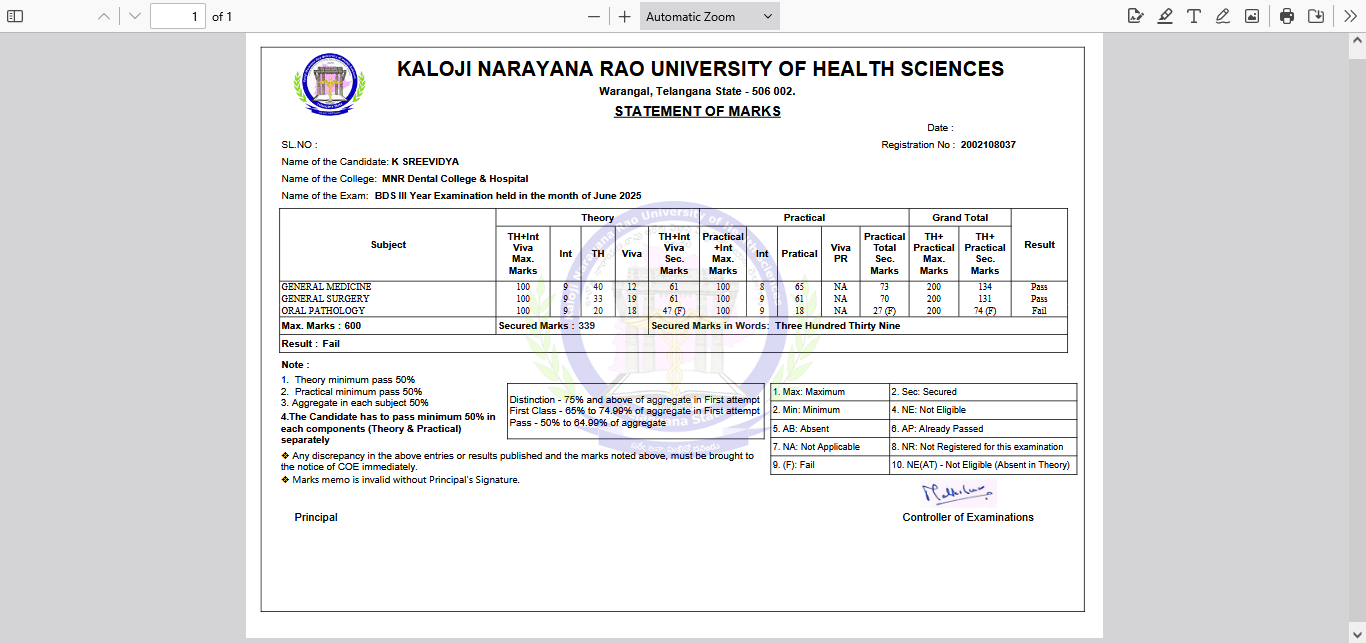 1 of 1
Automatic Zoom
KALOJI NARAYANA RAO UNIVERSITY OF HEALTH SCIENCES
Warangal, Telangana State - 506 002.
STATEMENT OF MARKS
Date :
SL.NO :
Registration No : 2002108037
Name of the Candidate: K SREEVIDYA
Name of the College: MNR Dental College & Hospital
Name of the Exam: BDS III Year Examination held in the month of June 2025
Subject Theory Practical Grand Total Result
TH+Int Viva Max. Marks Int TH Viva TH+Int Viva Sec. Marks Practical +Int Max. Marks Int Pratical Viva PR Practical Total Sec. Marks TH+ Practical Max. Marks TH+ Practical Sec. Marks
GENERAL MEDICINE 100 9 40 12 61 100 8 65 NA 73 200 134 Pass
GENERAL SURGERY 100 9 33 19 61 100 9 61 NA 70 200 131 Pass
ORAL PATHOLOGY 100 9 20 18 47 (F) 100 9 18 NA 27 (F) 200 74 (F) Fail
Max. Marks : 600 Secured Marks : 339 Secured Marks in Words: Three Hundred Thirty Nine
Result : Fail
Note :
1. Theory minimum pass 50%
2. Practical minimum pass 50%
3. Aggregate in each subject 50%
4.The Candidate has to pass minimum 50% in
each components (Theory & Practical)
separately
❖ Any discrepancy in the above entries or results published and the marks noted above, must be brought to
the notice of COE immediately.
❖ Marks memo is invalid without Principal's Signature.
Distinction - 75% and above of aggregate in First attempt
First Class - 65% to 74.99% of aggregate in First attempt
Pass - 50% to 64.99% of aggregate
1. Max: Maximum 2. Sec: Secured
2. Min: Minimum 4. NE: Not Eligible
5. AB: Absent 6. AP: Already Passed
7. NA: Not Applicable 8. NR: Not Registered for this examination
9. (F): Fail 10. NE(AT) - Not Eligible (Absent in Theory)
Principal
Controller of Examinations